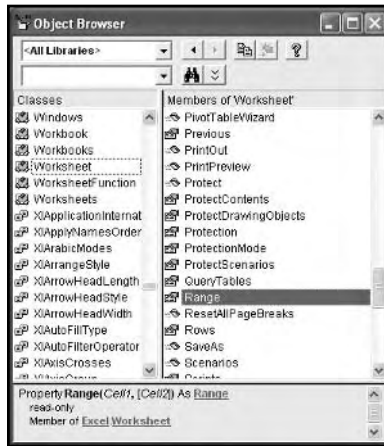 Object Browser
<All Libraries>
Classes
Windows
Workbook
Workbooks
Worksheet
WorksheetFunction
Worksheets
XlApplicationInternat
XlApplyNamesOrder
XlArabicModes
XlArrangeStyle
XlArrowHeadLength
XlArrowHeadStyle
XlArrowHeadWidth
XlAutoFillType
XlAutoFilterOperator
XlAxisCrosses
XlAxisGroup
Members of 'Worksheet'
PivotTableWizard
Previous
PrintOut
PrintPreview
Protect
ProtectContents
ProtectDrawingObjects
Protection
ProtectionMode
ProtectScenarios
QueryTables
Range
ResetAllPageBreaks
Rows
SaveAs
Scenarios
Scripts
Property Range(Cell1, [Cell2]) As Range
read-only
Member of Excel.Worksheet